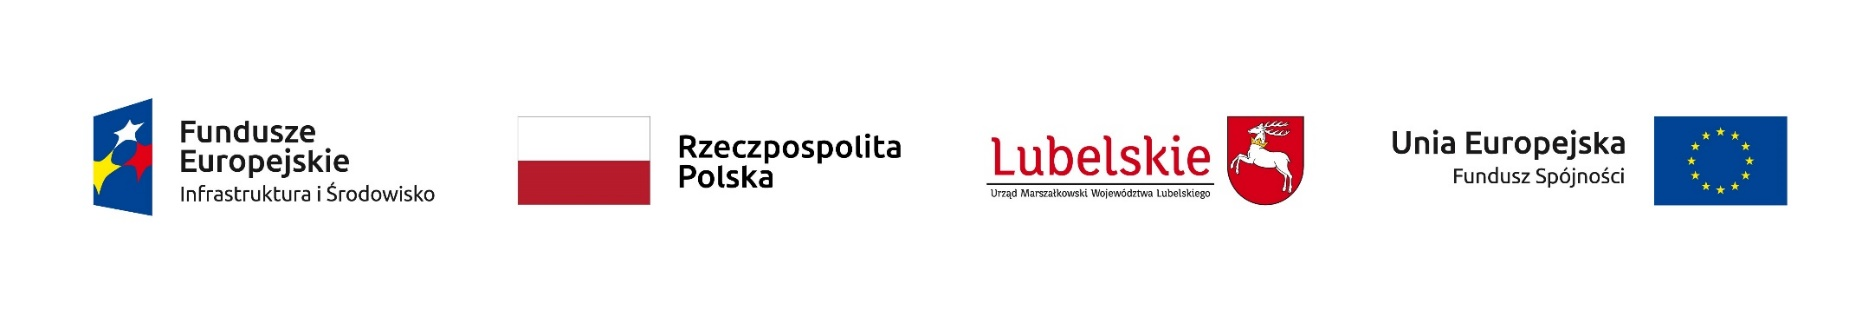 Fundusze
Europejskie
Infrastruktura i Środowisko
Rzeczpospolita
Polska
Lubelskie
Urząd Marszałkowski Województwa Lubelskiego
Unia Europejska
Fundusz Spójności